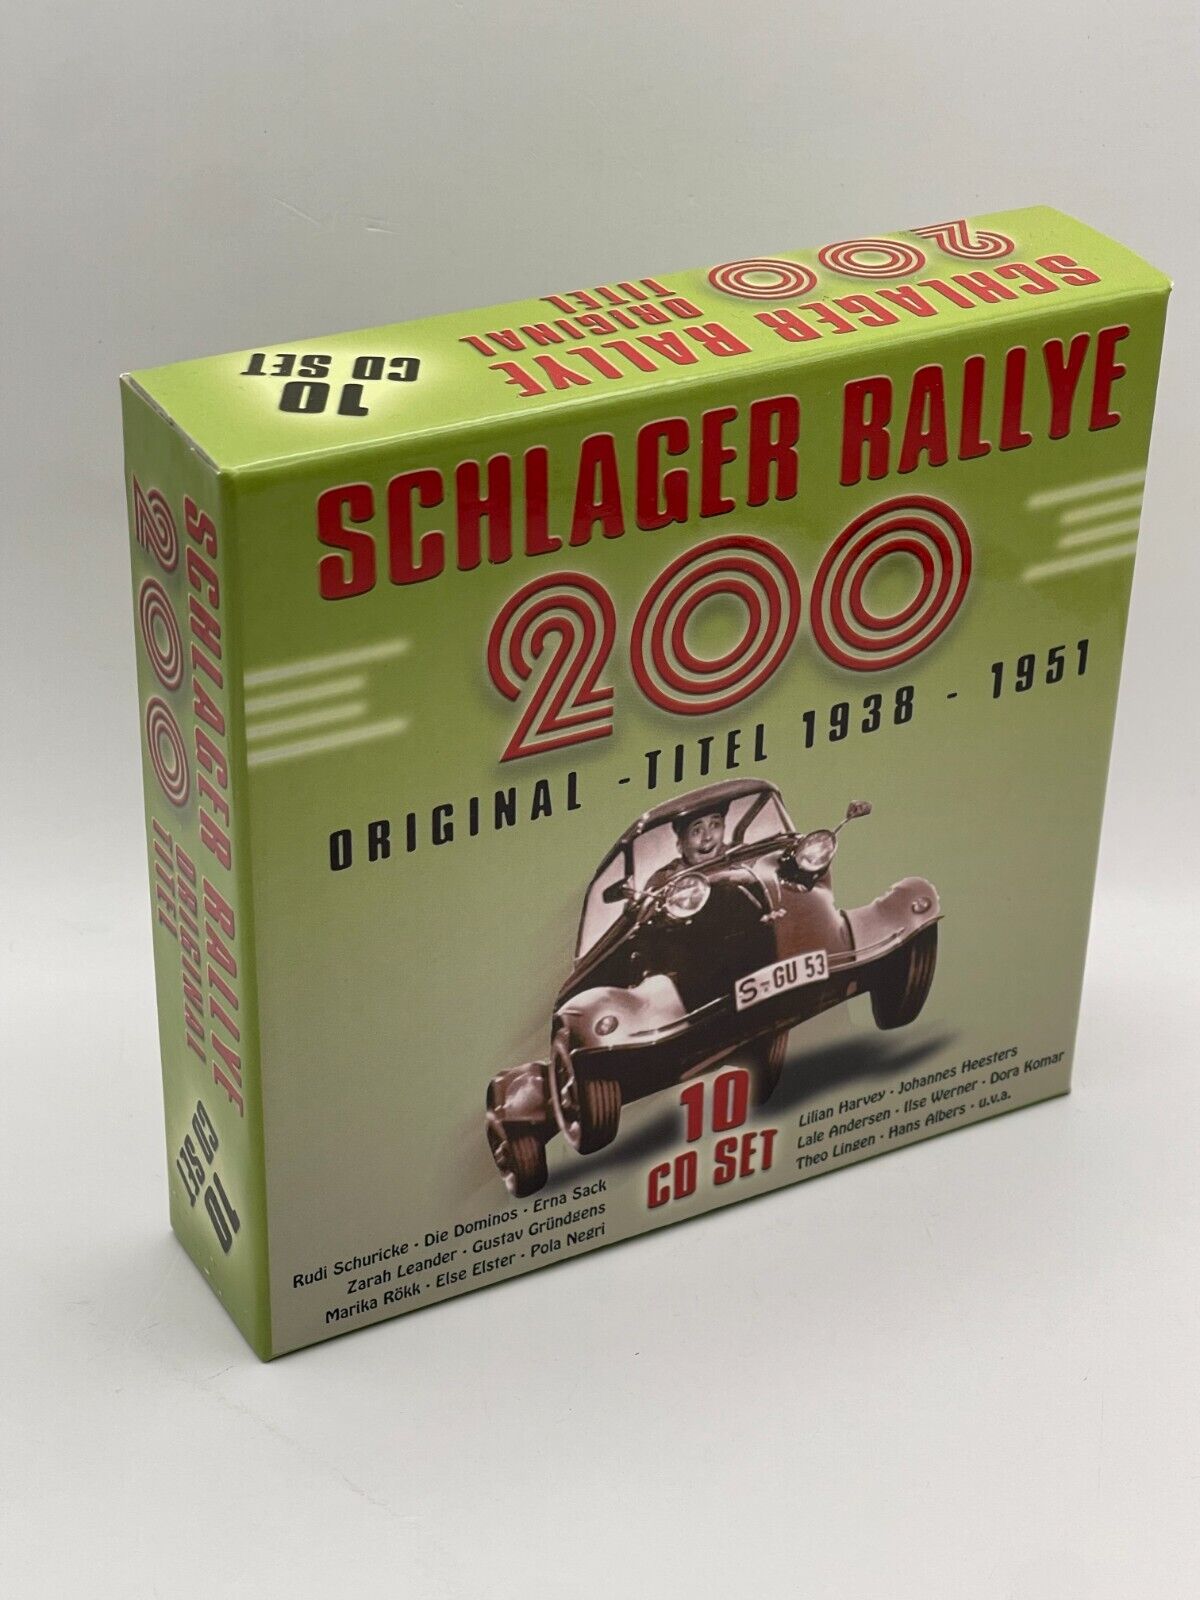 SCHLAGER RALLYE
200
ORIGINAL
TITEL
10
CD SET
SCHLAGER RALLYE
200
ORIGINAL - TITEL 1938 - 1951
S-GU 53
10
CD SET
Rudi Schuricke · Die Dominos · Erna Sack
Zarah Leander · Gustav Gründgens
Marika Rökk · Else Elster · Pola Negri
Lilian Harvey · Johannes Heesters
Lale Andersen · Ilse Werner · Dora Komar
Theo Lingen · Hans Albers · u.v.a.
SCHLAGER RALLYE
200
ORIGINAL
TITEL
10
CD SET